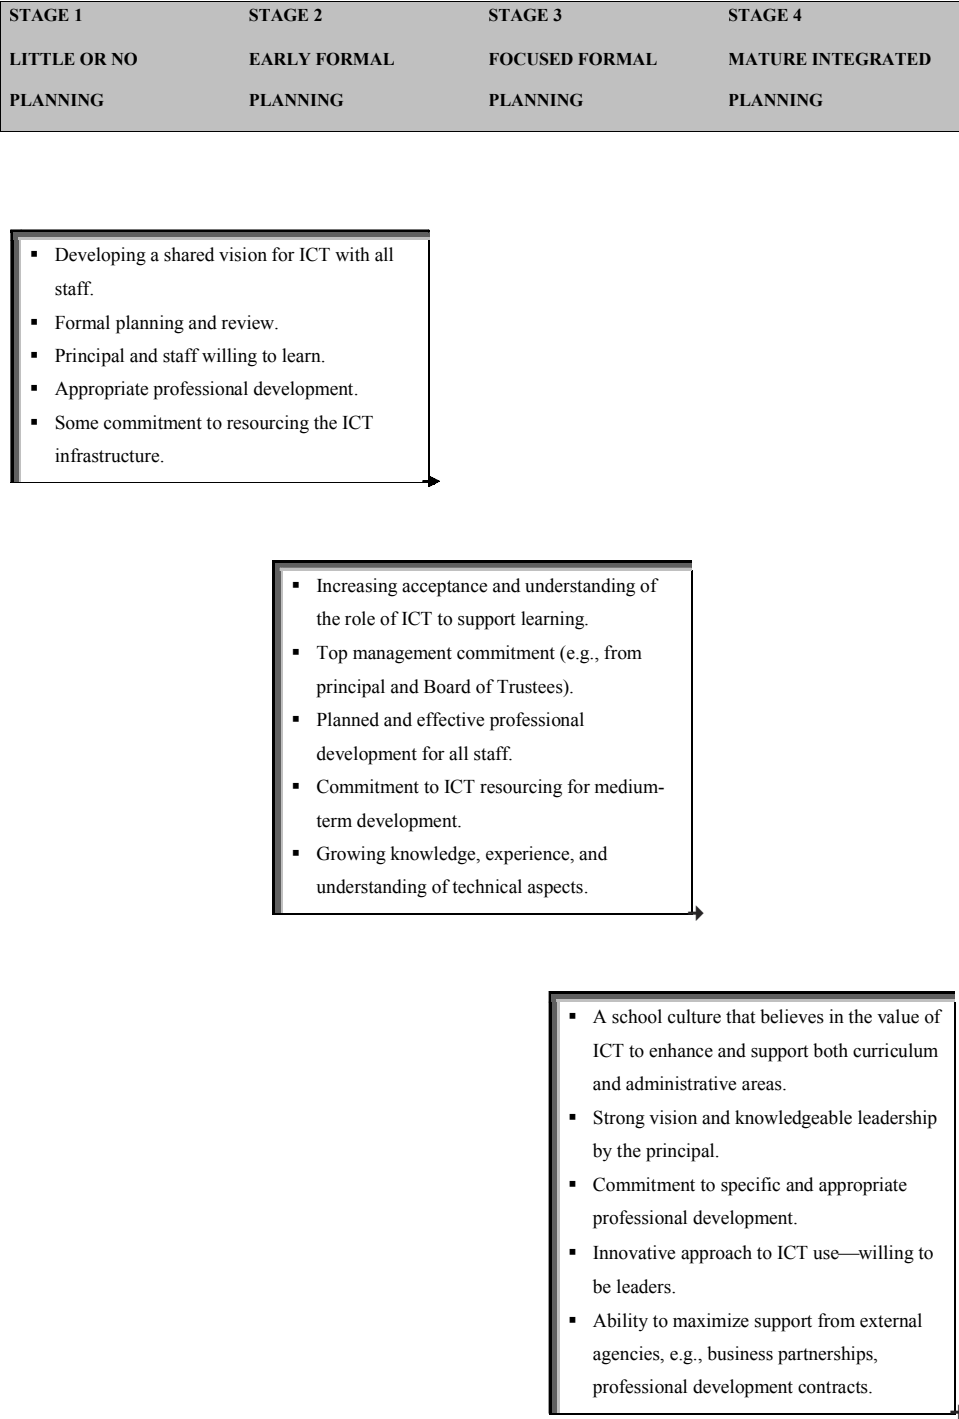 STAGE 1 STAGE 2 STAGE 3 STAGE 4
LITTLE OR NO EARLY FORMAL FOCUSED FORMAL MATURE INTEGRATED
PLANNING PLANNING PLANNING PLANNING
▪ Developing a shared vision for ICT with all
staff.
▪ Formal planning and review.
▪ Principal and staff willing to learn.
▪ Appropriate professional development.
▪ Some commitment to resourcing the ICT
infrastructure.
▪ Increasing acceptance and understanding of
the role of ICT to support learning.
▪ Top management commitment (e.g., from
principal and Board of Trustees).
▪ Planned and effective professional
development for all staff.
▪ Commitment to ICT resourcing for medium-
term development.
▪ Growing knowledge, experience, and
understanding of technical aspects.
▪ A school culture that believes in the value of
ICT to enhance and support both curriculum
and administrative areas.
▪ Strong vision and knowledgeable leadership
by the principal.
▪ Commitment to specific and appropriate
professional development.
▪ Innovative approach to ICT use—willing to
be leaders.
▪ Ability to maximize support from external
agencies, e.g., business partnerships,
professional development contracts.